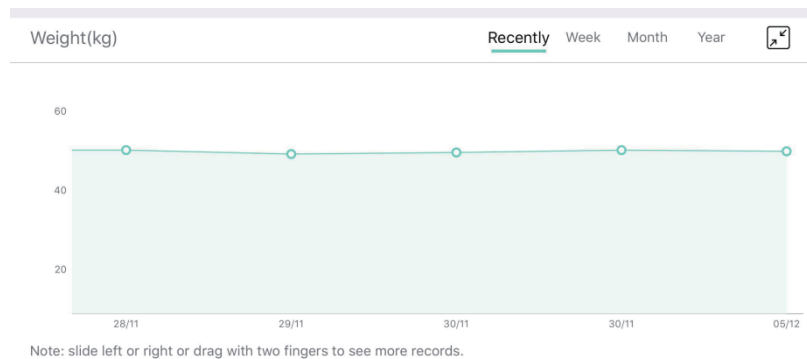 Weight(kg) Recently Week Month Year
60
40
20
28/11 29/11 30/11 30/11 05/12
Note: slide left or right or drag with two fingers to see more records.